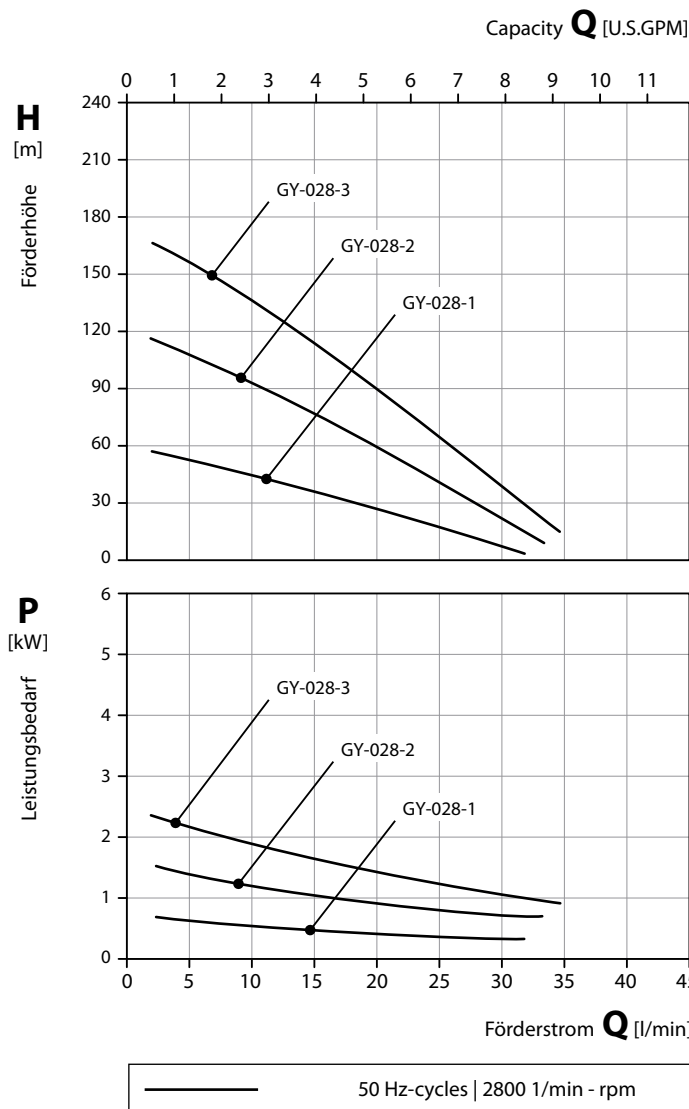 Capacity Q [U.S.GPM]
0 1 2 3 4 5 6 7 8 9 10 11
H
[m]
Förderhöhe
240
210
180
150
120
90
60
30
0
GY-028-3
GY-028-2
GY-028-1
P
[kW]
Leistungsbedarf
6
5
4
3
2
1
0
GY-028-3
GY-028-2
GY-028-1
0 5 10 15 20 25 30 35 40 45
Förderstrom Q [l/min]
50 Hz-cycles | 2800 1/min - rpm